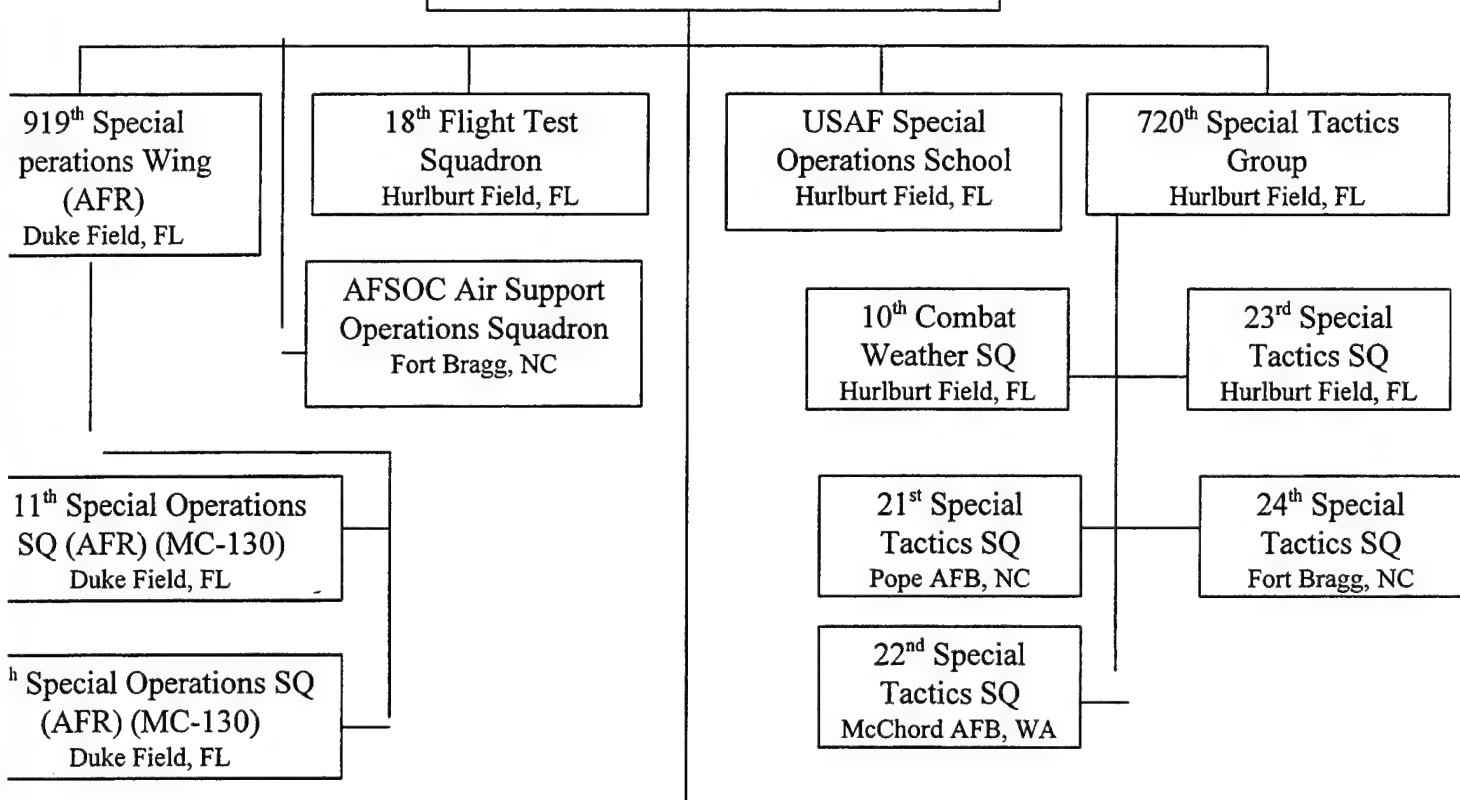 919th Special
perations Wing
(AFR)
Duke Field, FL
18th Flight Test
Squadron
Hurlburt Field, FL
USAF Special
Operations School
Hurlburt Field, FL
720th Special Tactics
Group
Hurlburt Field, FL
AFSOC Air Support
Operations Squadron
Fort Bragg, NC
10th Combat
Weather SQ
Hurlburt Field, FL
23rd Special
Tactics SQ
Hurlburt Field, FL
11th Special Operations
SQ (AFR) (MC-130)
Duke Field, FL
21st Special
Tactics SQ
Pope AFB, NC
24th Special
Tactics SQ
Fort Bragg, NC
h Special Operations SQ
(AFR) (MC-130)
Duke Field, FL
22nd Special
Tactics SQ
McChord AFB, WA